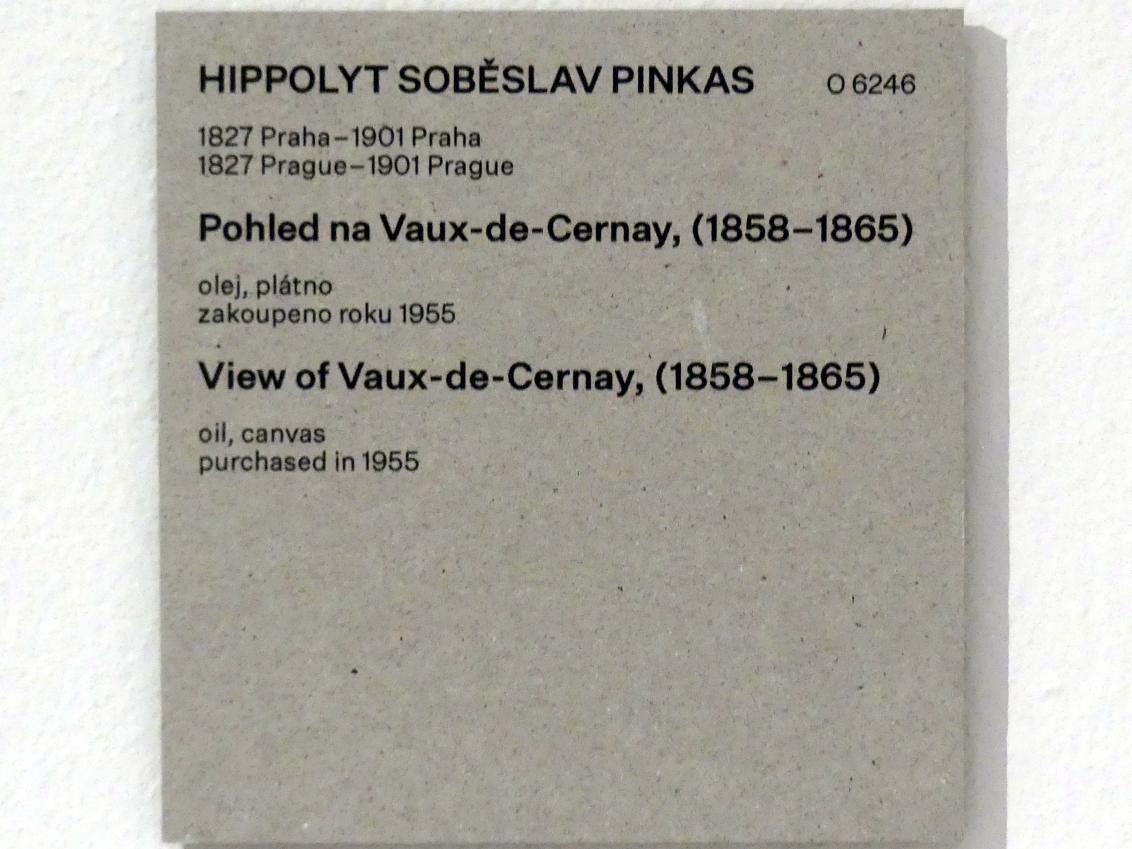 HIPPOLYT SOBĚSLAV PINKAS O 6246
1827 Praha–1901 Praha
1827 Prague–1901 Prague
Pohled na Vaux-de-Cernay, (1858–1865)
olej, plátno
zakoupeno roku 1955
View of Vaux-de-Cernay, (1858–1865)
oil, canvas
purchased in 1955